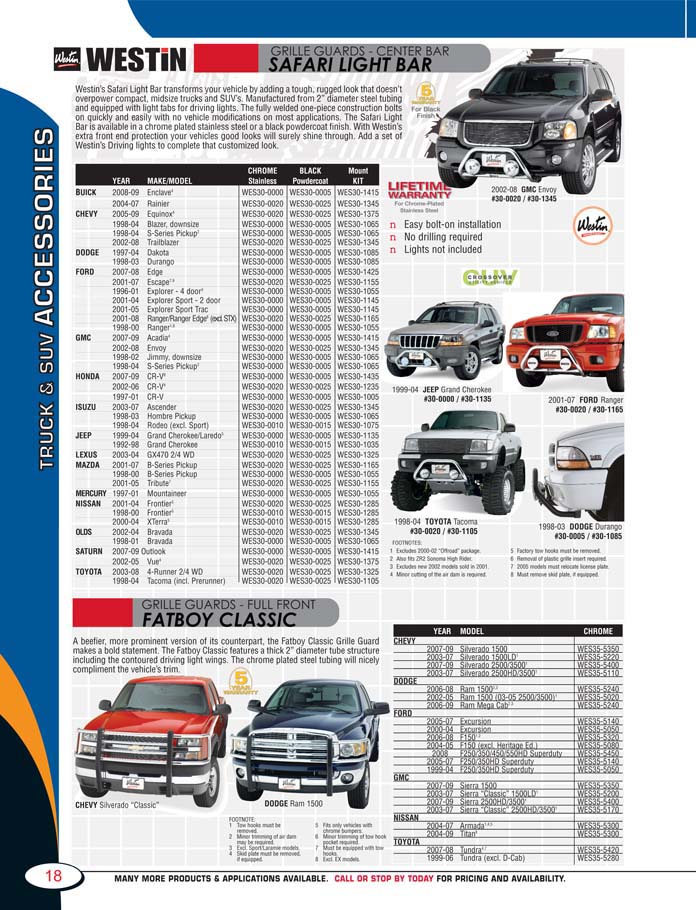 TRUCK & SUV ACCESSORIES
Westin WESTiN
GRILLE GUARDS - CENTER BAR
SAFARI LIGHT BAR
Westin's Safari Light Bar transforms your vehicle by adding a tough, rugged look that doesn't
overpower compact, midsize trucks and SUV's. Manufactured from 2" diameter steel tubing
and equipped with light tabs for driving lights. The fully welded one-piece construction bolts
on quickly and easily with no vehicle modifications on most applications. The Safari Light
Bar is available in a chrome plated stainless steel or a black powdercoat finish. With Westin's
extra front end protection your vehicles good looks will surely shine through. Add a set of
Westin's Driving lights to complete that customized look.
5
YEAR
WARRANTY
For Black
Finish
2002-08 GMC Envoy
#30-0020 / #30-1345
LIFETIME
WARRANTY
For Chrome-Plated
Stainless Steel
n Easy bolt-on installation
n No drilling required
n Lights not included
Westin
CUV
CROSSOVER
UTILITY VEHICLE
YEAR MAKE/MODEL CHROME Stainless BLACK Powdercoat Mount KIT
BUICK 2008-09 Enclave4 WES30-0000 WES30-0005 WES30-1415
2004-07 Rainier WES30-0020 WES30-0025 WES30-1345
CHEVY 2005-09 Equinox4 WES30-0020 WES30-0025 WES30-1375
1998-04 Blazer, downsize WES30-0000 WES30-0005 WES30-1065
1998-04 S-Series Pickup2 WES30-0000 WES30-0005 WES30-1065
2002-08 Trailblazer WES30-0020 WES30-0025 WES30-1345
DODGE 1997-04 Dakota WES30-0000 WES30-0005 WES30-1085
1998-03 Durango WES30-0000 WES30-0005 WES30-1085
FORD 2007-08 Edge WES30-0000 WES30-0005 WES30-1425
2001-07 Escape WES30-0020 WES30-0025 WES30-1155
1996-01 Explorer - 4 door WES30-0000 WES30-0005 WES30-1055
2001-04 Explorer Sport - 2 door WES30-0000 WES30-0005 WES30-1145
2001-05 Explorer Sport Trac WES30-0000 WES30-0005 WES30-1145
2001-08 Ranger/Ranger Edge (excl. STX) WES30-0020 WES30-0025 WES30-1165
1998-00 Ranger WES30-0000 WES30-0005 WES30-1055
GMC 2007-09 Acadia4 WES30-0000 WES30-0005 WES30-1415
2002-08 Envoy WES30-0020 WES30-0025 WES30-1345
1998-02 Jimmy, downsize WES30-0000 WES30-0005 WES30-1065
1998-04 S-Series Pickup2 WES30-0000 WES30-0005 WES30-1065
HONDA 2007-09 CR-V WES30-0000 WES30-0005 WES30-1435
2002-06 CR-V WES30-0020 WES30-0025 WES30-1235
1997-01 CR-V WES30-0000 WES30-0005 WES30-1005
ISUZU 2003-07 Ascender WES30-0020 WES30-0025 WES30-1345
1998-03 Hombre Pickup WES30-0000 WES30-0005 WES30-1065
1998-04 Rodeo (excl. Sport) WES30-0010 WES30-0015 WES30-1075
JEEP 1999-04 Grand Cherokee/Laredo WES30-0000 WES30-0005 WES30-1135
1992-98 Grand Cherokee WES30-0010 WES30-0015 WES30-1035
LEXUS 2003-04 GX470 2/4 WD WES30-0020 WES30-0025 WES30-1325
MAZDA 2001-07 B-Series Pickup WES30-0020 WES30-0025 WES30-1165
1998-00 B-Series Pickup WES30-0000 WES30-0005 WES30-1055
2001-05 Tribute WES30-0020 WES30-0025 WES30-1155
MERCURY 1997-01 Mountaineer WES30-0000 WES30-0005 WES30-1055
NISSAN 2001-04 Frontier WES30-0020 WES30-0025 WES30-1285
1998-00 Frontier WES30-0010 WES30-0015 WES30-1285
2000-04 XTerra WES30-0010 WES30-0015 WES30-1285
OLDS 2002-04 Bravada WES30-0020 WES30-0025 WES30-1345
1998-01 Bravada WES30-0000 WES30-0005 WES30-1065
SATURN 2007-09 Outlook WES30-0000 WES30-0005 WES30-1415
2002-05 Vue WES30-0020 WES30-0025 WES30-1375
TOYOTA 2003-08 4-Runner 2/4 WD WES30-0020 WES30-0025 WES30-1325
1998-04 Tacoma (incl. Prerunner) WES30-0020 WES30-0025 WES30-1105
1999-04 JEEP Grand Cherokee
#30-0000 / #30-1135
2001-07 FORD Ranger
#30-0020 / #30-1165
1998-04 TOYOTA Tacoma
#30-0020 / #30-1105
1998-03 DODGE Durango
#30-0005 / #30-1085
FOOTNOTES:
1 Excludes 2000-02 "Offroad" package.
2 Also fits ZR2 Sonoma High Rider.
3 Excludes new 2002 models sold in 2001.
4 Minor cutting of the air dam is required.
5 Factory tow hooks must be removed.
6 Removal of plastic grille insert required.
7 2005 models must relocate license plate.
8 Must remove skid plate, if equipped.
GRILLE GUARDS - FULL FRONT
FATBOY CLASSIC
A beefier, more prominent version of its counterpart, the Fatboy Classic Grille Guard
makes a bold statement. The Fatboy Classic features a thick 2" diameter tube structure
including the contoured driving light wings. The chrome plated steel tubing will nicely
compliment the vehicle's trim.
5
YEAR
WARRANTY
CHEVY Silverado "Classic"
DODGE Ram 1500
FOOTNOTE:
1 Tow hooks must be
removed.
2 Minor trimming of air dam
may be required.
3 Excl. Sport/Laramie models.
4 Skid plate must be removed,
if equipped.
5 Fits only vehicles with
chrome bumpers.
6 Minor trimming of tow hook
pocket required.
7 Must be equipped with tow
hooks.
8 Excl. EX models.
YEAR MODEL CHROME
CHEVY
2007-09 Silverado 1500 WES35-5350
2003-07 Silverado 1500LD1 WES35-5220
2007-09 Silverado 2500/3500 WES35-5400
2003-07 Silverado 2500HD/3500 WES35-5110
DODGE
2006-08 Ram 1500 WES35-5240
2002-05 Ram 1500 (03-05 2500/3500) WES35-5020
2006-09 Ram Mega Cab WES35-5240
FORD
2005-07 Excursion WES35-5140
2000-04 Excursion WES35-5050
2006-08 F150 WES35-5320
2004-05 F150 (excl. Heritage Ed.) WES35-5080
2008 F250/350/450/550HD Superduty WES35-5450
2005-07 F250/350HD Superduty WES35-5140
1999-04 F250/350HD Superduty WES35-5050
GMC
2007-09 Sierra 1500 WES35-5350
2003-07 Sierra "Classic" 1500LD1 WES35-5200
2007-09 Sierra 2500HD/3500 WES35-5400
2003-07 Sierra "Classic" 2500HD/3500 WES35-5170
NISSAN
2004-07 Armada WES35-5300
2004-09 Titan WES35-5300
TOYOTA
2007-08 Tundra WES35-5420
1999-06 Tundra (excl. D-Cab) WES35-5280
18
MANY MORE PRODUCTS & APPLICATIONS AVAILABLE. CALL OR STOP BY TODAY FOR PRICING AND AVAILABILITY.